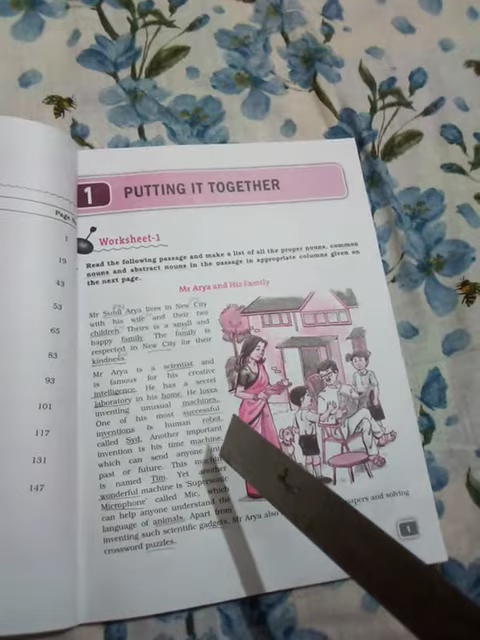 Page
1
19
43
53
65
83
93
101
117
131
147
1 PUTTING IT TOGETHER
Worksheet-1
Read the following passage and make a list of all the proper nouns, common
nouns and abstract nouns in the passage in appropriate columns given on
the next page.
Mr Arya and His Family
Mr Sunil Arya lives in New City
with his wife and their two
children. Theirs is a small and
happy family. The family is
respected in New City for their
kindness.
Mr Arya is a scientist and
is famous for his creative
intelligence. He has a secret
laboratory in his home. He loves
inventing unusual machines.
One of his most successful
inventions is human robot,
called Syd. Another important
invention is his time machine,
which can send anyone
past or future. This
is named Tim. Yet another
wonderful machine is 'Supersonic
Microphone' called Mic, which
can help anyone understand the
language of animals. Apart from
inventing such scientific gadgets, Mr Arya also papers and solving
crossword puzzles.
1